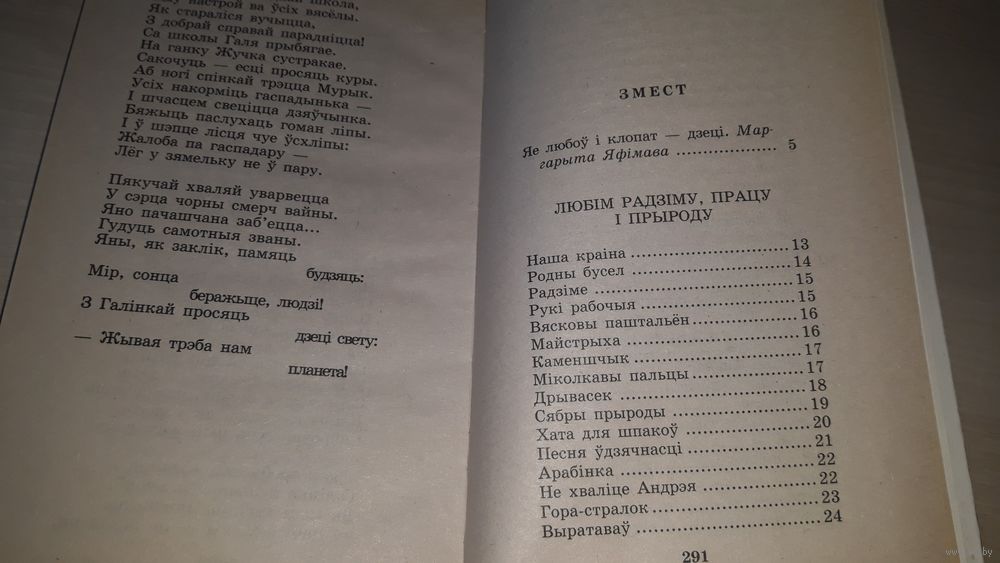 школа,
настрой ва ўсіх вясёлы.
Як стараліся вучыцца,
З добрай справай парадніцца!
Са школы Галя прыбягае.
На ганку Жучка сустракае.
Сакочуць — есці просяць куры.
Аб ногі спінкай трэцца Мурык.
Усіх накорміць гаспадынька —
І шчасцем свеціцца дзяўчынка.
Бяжыць паслухаць гоман ліпы.
І ў шэпце лісця чуе ўсхліпы:
Жалоба па гаспадару —
Лёг у зямельку не ў пару.
Пякучай хваляй уварвецца
У сэрца чорны смерч вайны.
Яно пачашчана заб'ецца...
Гудуць самотныя званы.
Яны, як заклік, памяць
будзяць:
Мір, сонца
беражыце, людзі!
З Галінкай просяць
дзеці свету:
— Жывая трэба нам
планета!
ЗМЕСТ
Яе любоў і клопат — дзеці. Мар-
гарыта Яфімава .................. 5
ЛЮБІМ РАДЗІМУ, ПРАЦУ
І ПРЫРОДУ
Наша краіна ............................ 13
Родны бусел ............................ 14
Радзіме .................................. 15
Рукі рабочыя ........................... 15
Вясковы паштальён .................. 16
Майстрыха .............................. 16
Каменшчык ............................. 17
Міколкавы пальцы ................... 17
Дрывасек ................................ 18
Сябры прыроды ....................... 19
Хата для шпакоў ...................... 20
Песня ўдзячнасці ..................... 21
Арабінка ................................. 22
Не хваліце Андрэя .................... 22
Гора-стралок ........................... 23
Выратаваў ............................... 24
291